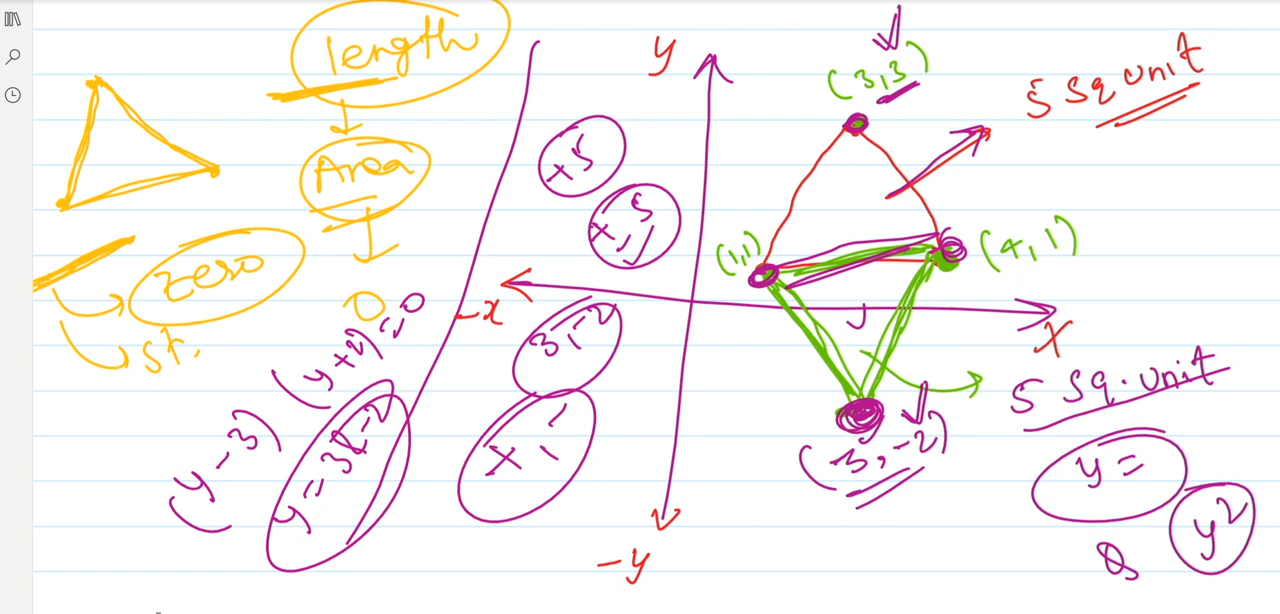 length
Area
0
zero
st.
y
-y
-x
x
+5
+, 5
3, -2
+, -
(3,3)
(1,1)
(4,1)
(3,-2)
5 sq unit
5 sq. unit
(y-3) (y+2) = 0
y = 3, -2
y =
y2